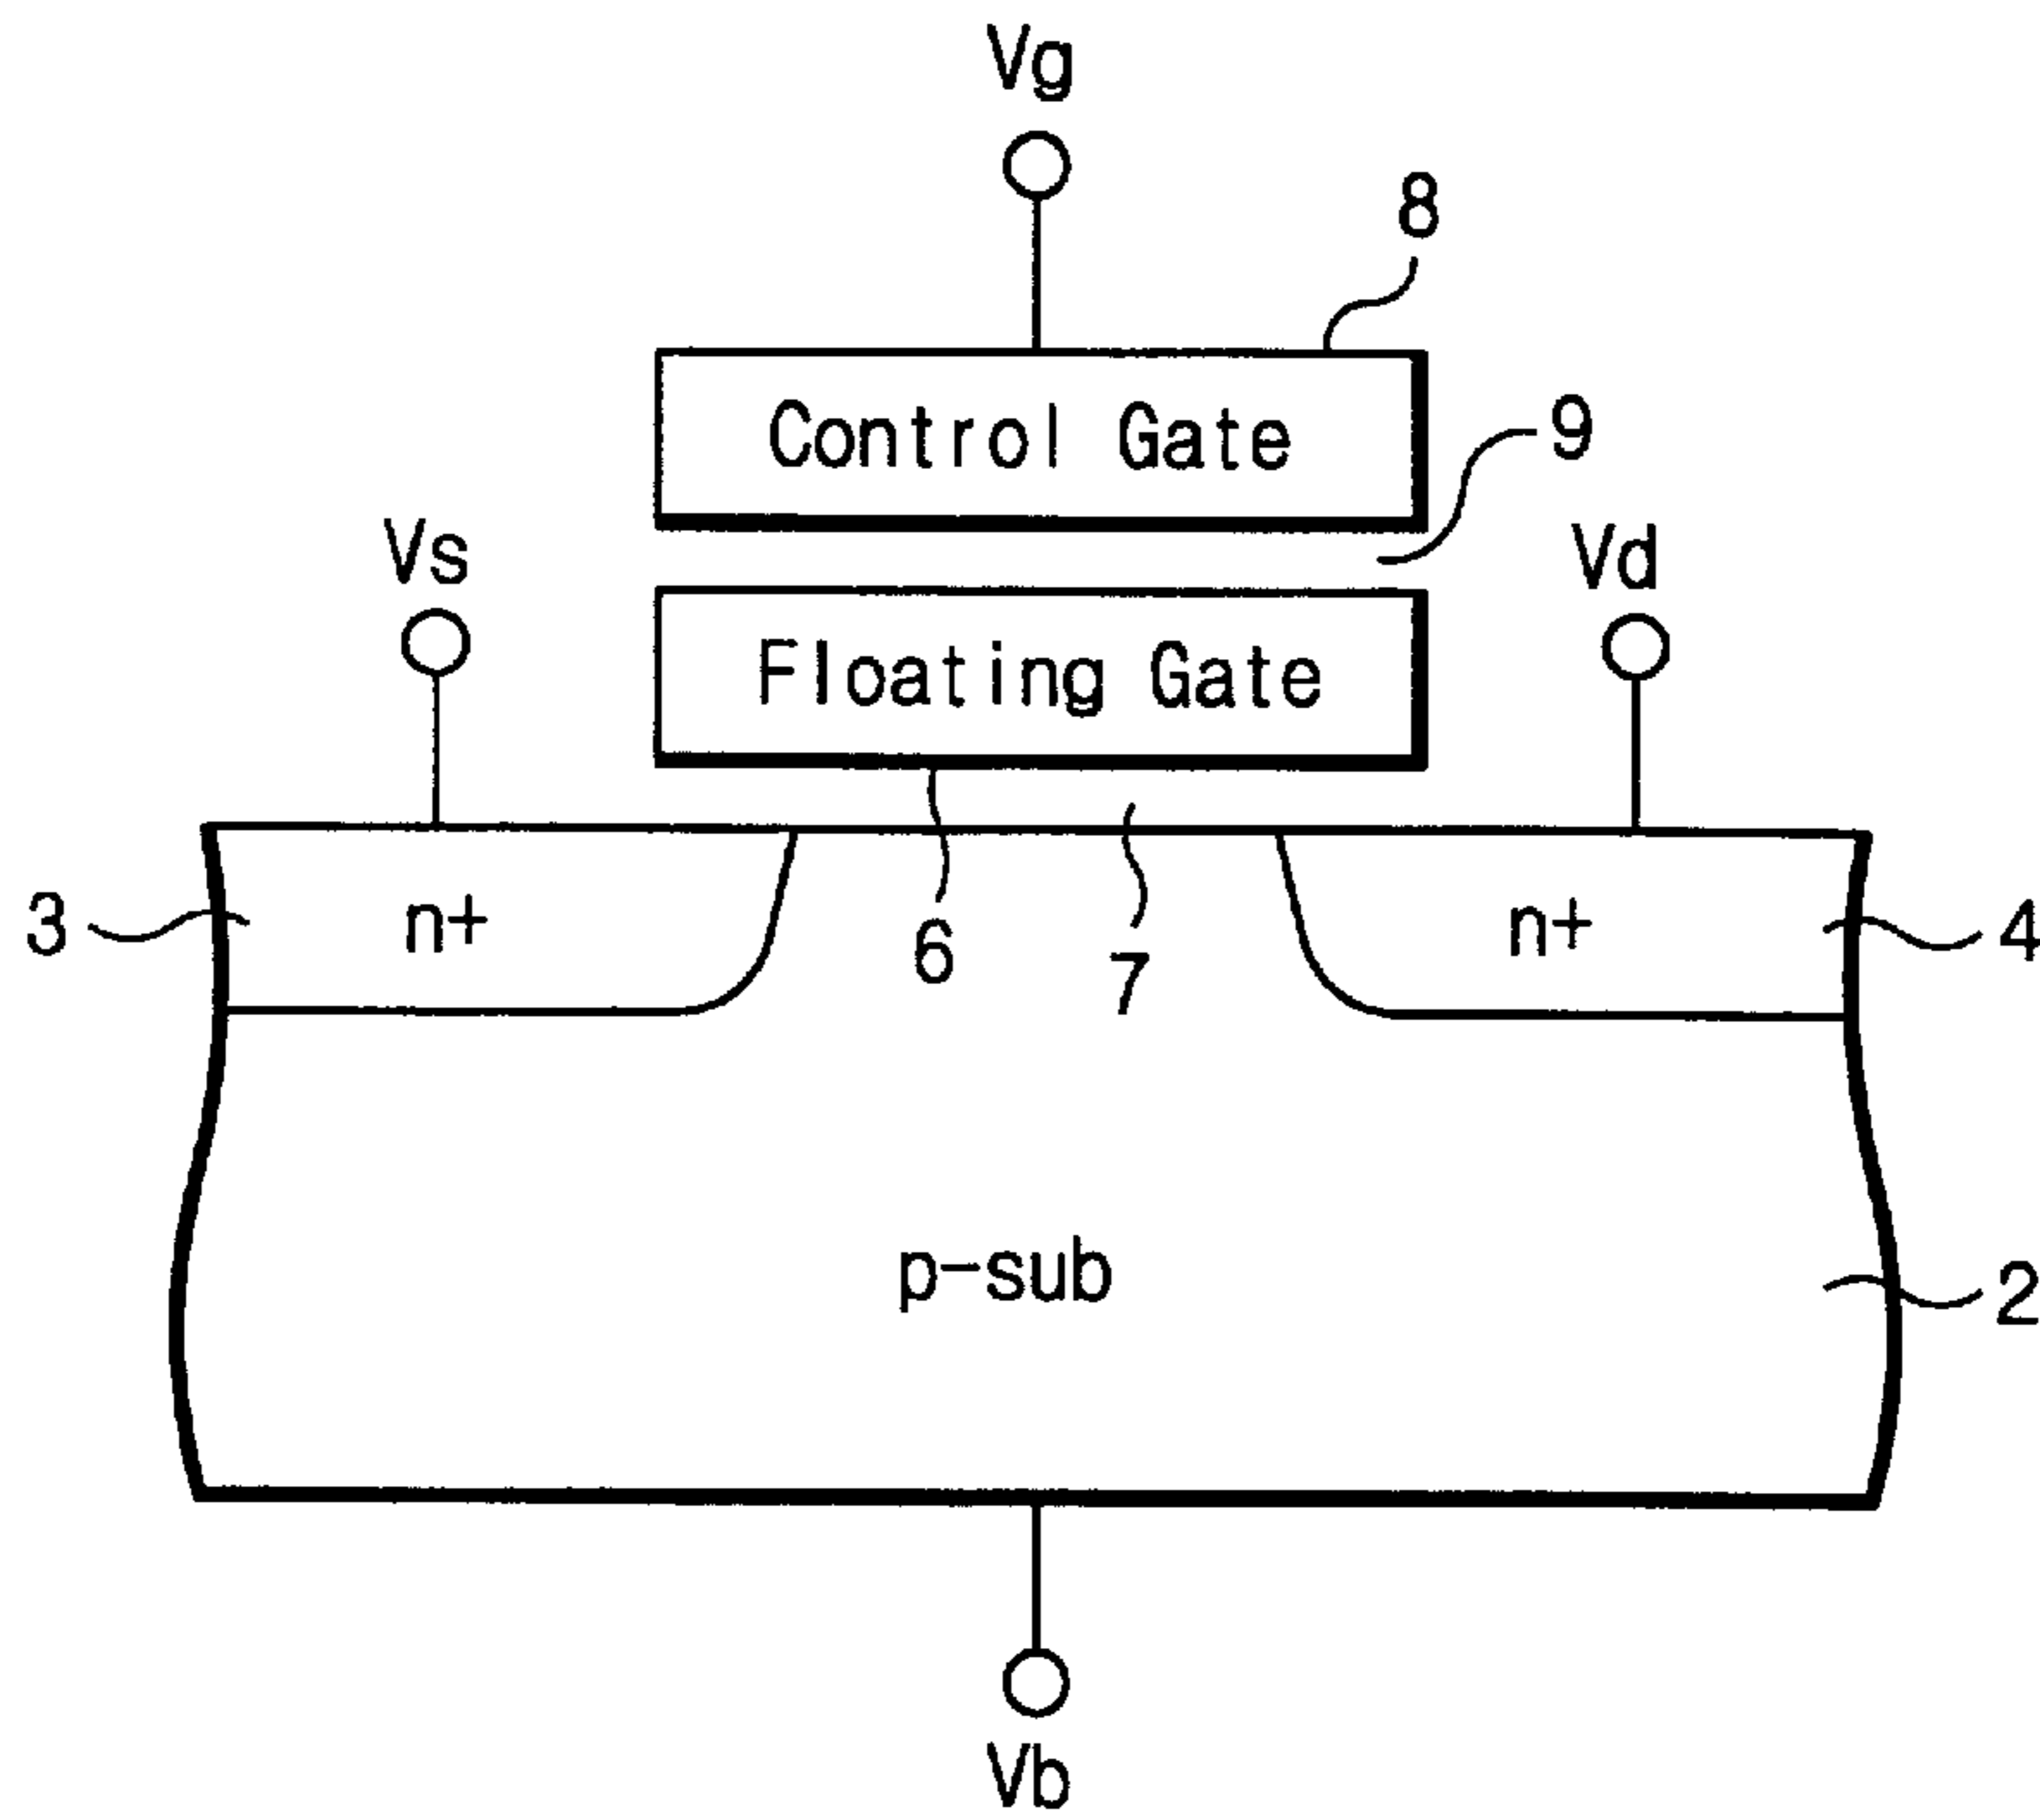 Vg
8
Control Gate
9
Vs
Vd
Floating Gate
3
n+
6
7
n+
4
p-sub
2
Vb